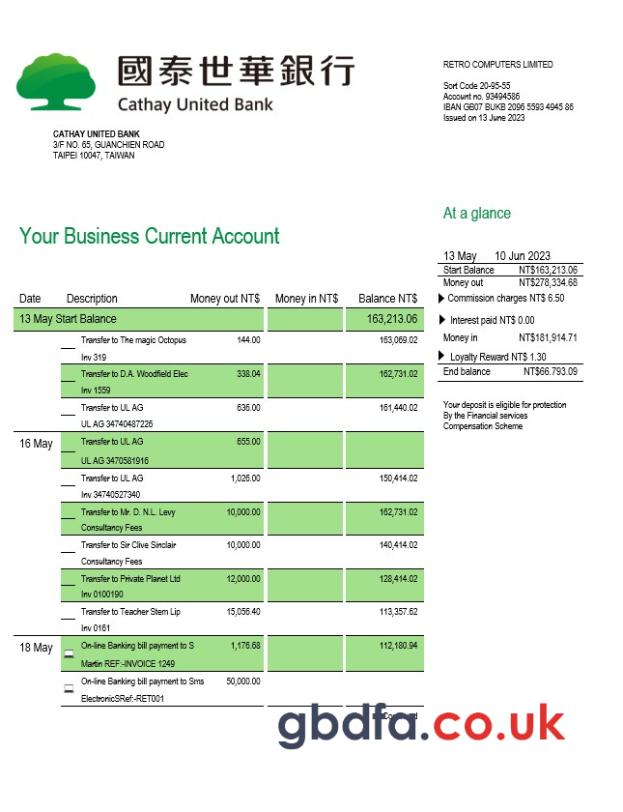 國泰世華銀行
Cathay United Bank
CATHAY UNITED BANK
3/F NO. 65, GUANCHIEN ROAD
TAIPEI 10047, TAIWAN
RETRO COMPUTERS LIMITED
Sort Code 20-95-55
Account no. 93494586
IBAN GB07 BUKB 2096 5593 4945 86
Issued on 13 June 2023
Your Business Current Account
Date Description Money out NT$ Money in NT$ Balance NT$
13 May Start Balance 163,213.06
Transfer to The magic Octopus 144.00 163,069.02
Inv 319
Transfer to D.A. Woodfield Elec 338.04 162,731.02
Inv 1559
Transfer to UL AG 636.00 161,440.02
UL AG 34740487226
16 May Transfer to UL AG 655.00
UL AG 3470581916
Transfer to UL AG 1,026.00 150,414.02
Inv 34740527340
Transfer to Mr. D. N.L. Levy 10,000.00 162,731.02
Consultancy Fees
Transfer to Sir Clive Sinclair 10,000.00 140,414.02
Consultancy Fees
Transfer to Private Planet Ltd 12,000.00 128,414.02
Inv 0100190
Transfer to Teacher Stem Lip 15,056.40 113,357.62
Inv 0161
18 May On-line Banking bill payment to S 1,176.68 112,180.94
Martin REF:-INVOICE 1249
On-line Banking bill payment to Sms 50,000.00
ElectronicSRef:-RET001
At a glance
13 May 10 Jun 2023
Start Balance NT$163,213.06
Money out NT$278,334.68
Commission charges NT$ 6.50
Interest paid NT$ 0.00
Money in NT$181,914.71
Loyalty Reward NT$ 1.30
End balance NT$66.793.09
Your deposit is eligible for protection
By the Financial services
Compensation Scheme
gbdfa.co.uk